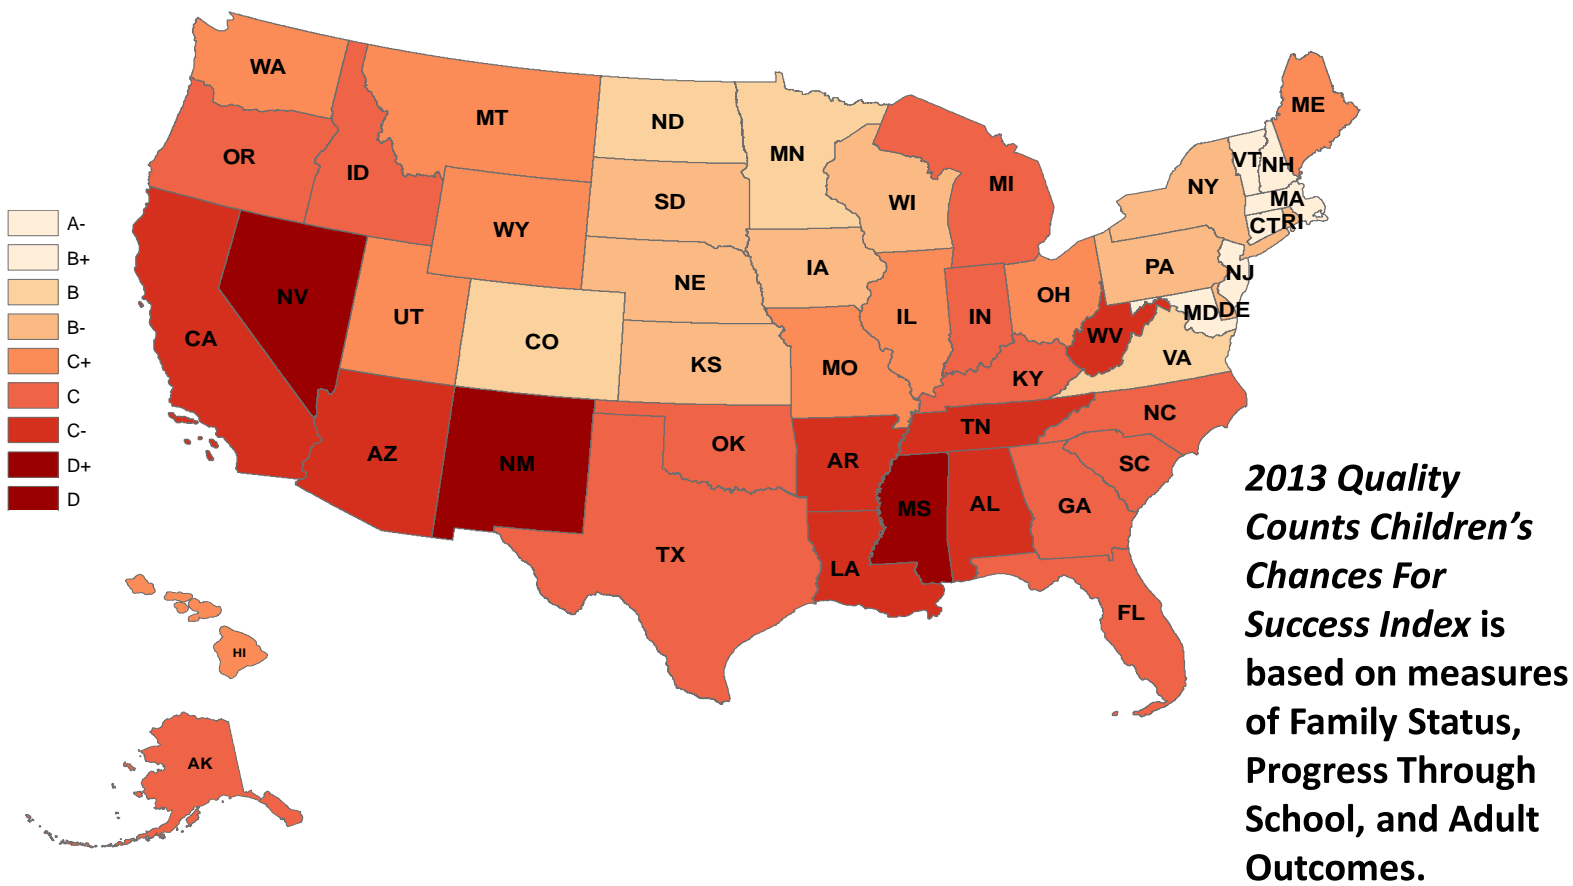 WA
MT
ND
MN
ME
OR
ID
SD
WI
MI
NY
VT
NH
MA
CT
RI
WY
NE
IA
PA
NJ
NV
UT
CO
KS
IL
IN
OH
MD
DE
CA
MO
KY
WV
VA
AZ
NM
OK
AR
TN
NC
SC
TX
LA
MS
AL
GA
FL
HI
AK
A-
B+
B
B-
C+
C
C-
D+
D
2013 Quality
Counts Children’s
Chances For
Success Index is
based on measures
of Family Status,
Progress Through
School, and Adult
Outcomes.